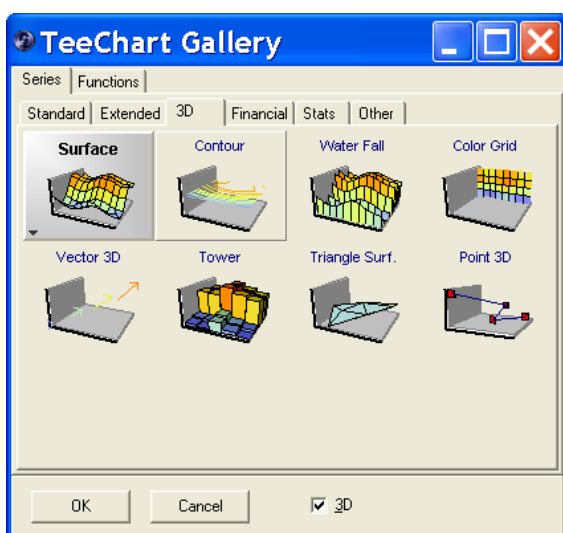 TeeChart Gallery
Series Functions
Standard Extended 3D Financial Stats Other
Surface Contour Water Fall Color Grid
Vector 3D Tower Triangle Surf. Point 3D
OK Cancel 3D